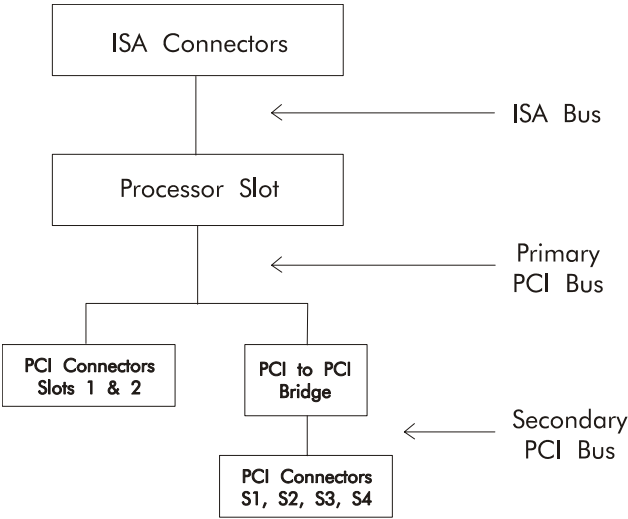 ISA Connectors
ISA Bus
Processor Slot
Primary
PCI Bus
PCI Connectors
Slots 1 & 2
PCI to PCI
Bridge
Secondary
PCI Bus
PCI Connectors
S1, S2, S3, S4